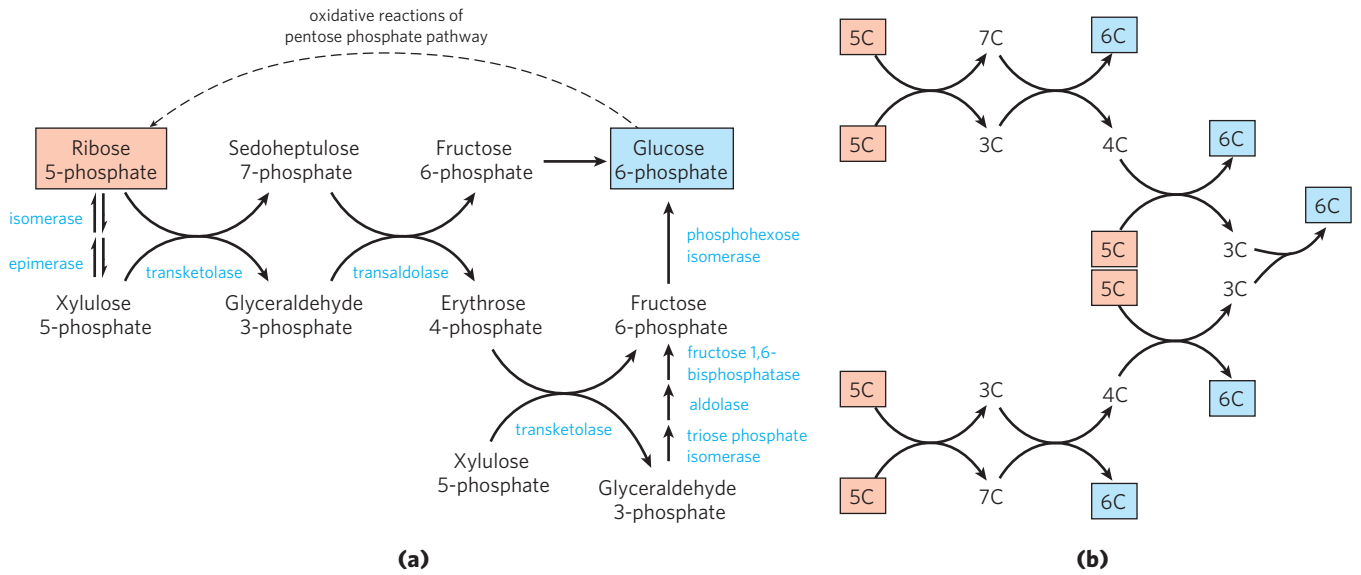 oxidative reactions of
pentose phosphate pathway
Ribose
5-phosphate
Sedoheptulose
7-phosphate
Fructose
6-phosphate
Glucose
6-phosphate
isomerase
epimerase
transketolase
transaldolase
phosphohexose
isomerase
Xylulose
5-phosphate
Glyceraldehyde
3-phosphate
Erythrose
4-phosphate
Fructose
6-phosphate
fructose 1,6-
bisphosphatase
aldolase
triose phosphate
isomerase
transketolase
Xylulose
5-phosphate
Glyceraldehyde
3-phosphate
(a)
5C
7C
6C
5C
3C
4C
6C
6C
5C
3C
5C
3C
5C
3C
4C
6C
5C
7C
6C
(b)